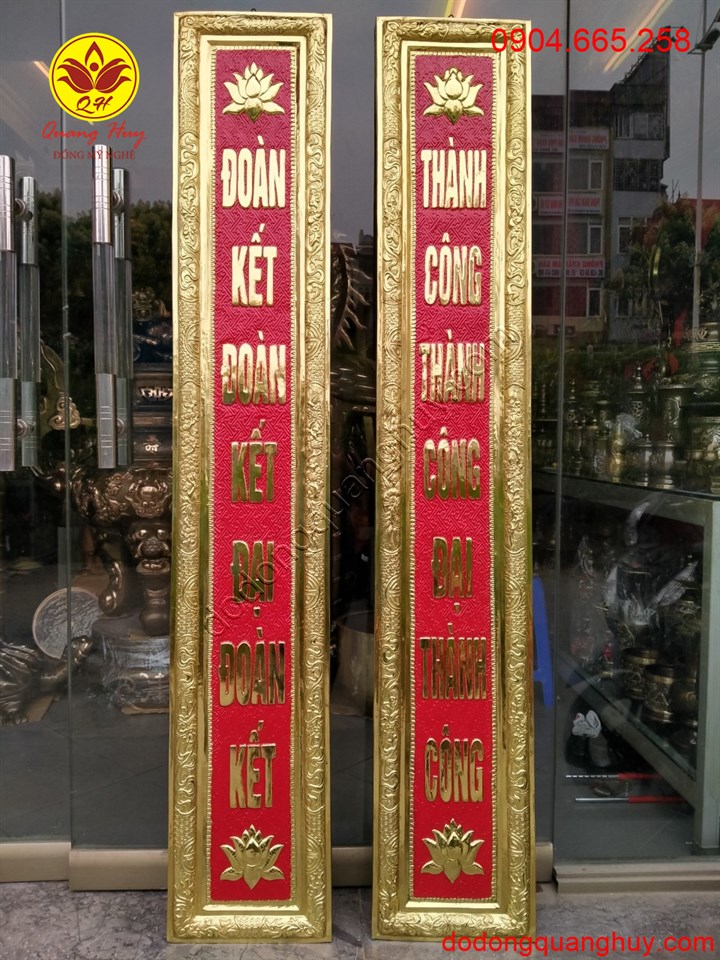 0904.665.258
QH
Quang Huy
ĐỒNG MỸ NGHỆ
ĐOÀN
KẾT
ĐOÀN
KẾT
ĐẠI
ĐOÀN
KẾT
THÀNH
CÔNG
THÀNH
CÔNG
ĐẠI
THÀNH
CÔNG
dodongquanghuy.com